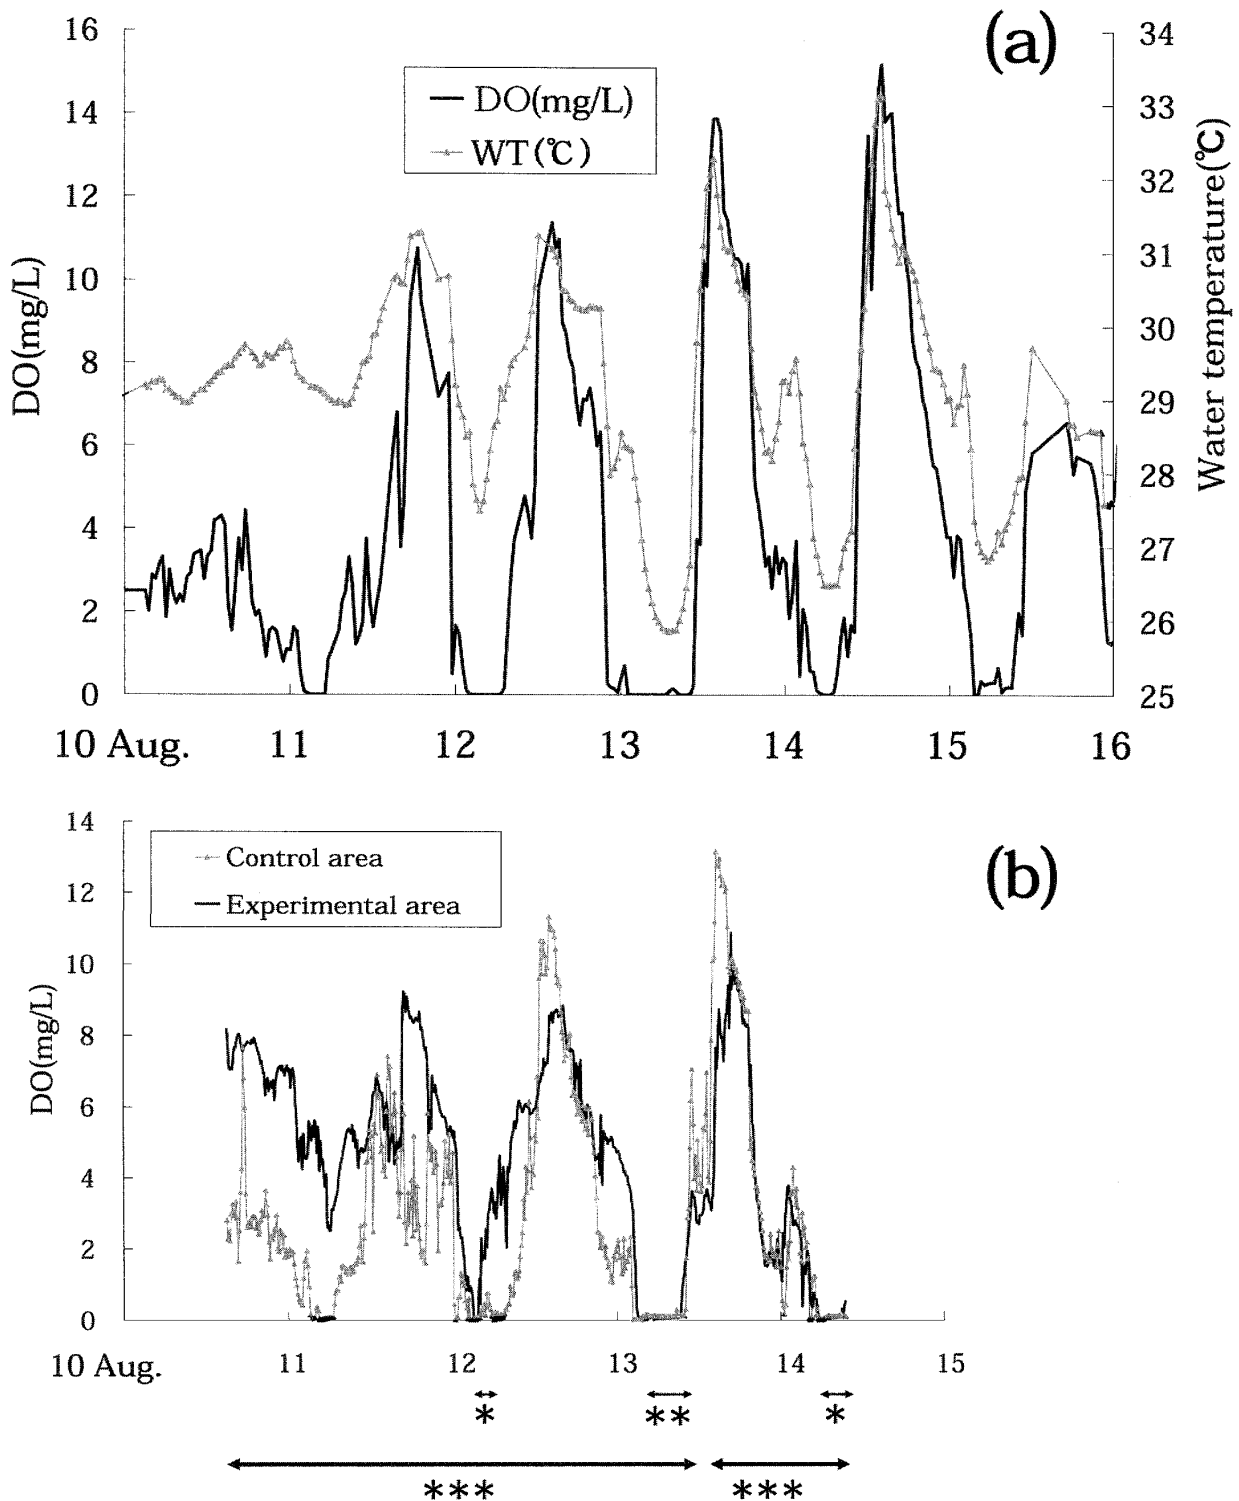 (a)
DO(mg/L)
WT(℃)
16
14
12
10
8
6
4
2
0
DO(mg/L)
34
33
32
31
30
29
28
27
26
25
Water temperature(℃)
10 Aug. 11 12 13 14 15 16
(b)
Control area
Experimental area
14
12
10
8
6
4
2
0
DO(mg/L)
10 Aug. 11 12 13 14 15
* ** *
*** ***